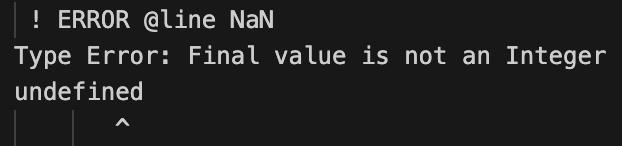 ! ERROR @line NaN
Type Error: Final value is not an Integer
undefined
^